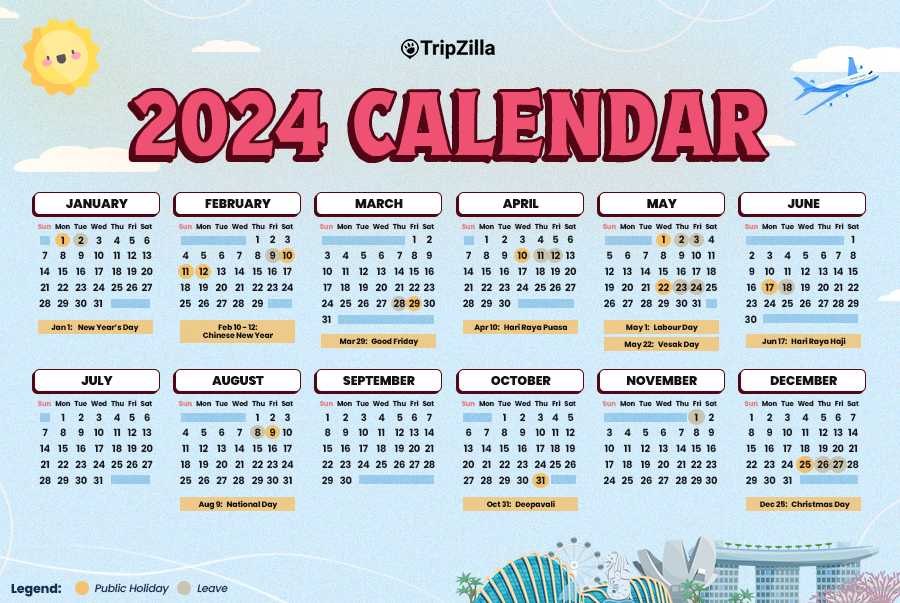 TripZilla
2024 CALENDAR
JANUARY
Sun Mon Tue Wed Thu Fri Sat
1 2 3 4 5 6
7 8 9 10 11 12 13
14 15 16 17 18 19 20
21 22 23 24 25 26 27
28 29 30 31
Jan 1: New Year's Day
FEBRUARY
Sun Mon Tue Wed Thu Fri Sat
1 2 3
4 5 6 7 8 9 10
11 12 13 14 15 16 17
18 19 20 21 22 23 24
25 26 27 28 29
Feb 10 - 12:
Chinese New Year
MARCH
Sun Mon Tue Wed Thu Fri Sat
1 2
3 4 5 6 7 8 9
10 11 12 13 14 15 16
17 18 19 20 21 22 23
24 25 26 27 28 29 30
31
Mar 29: Good Friday
APRIL
Sun Mon Tue Wed Thu Fri Sat
1 2 3 4 5 6
7 8 9 10 11 12 13
14 15 16 17 18 19 20
21 22 23 24 25 26 27
28 29 30
Apr 10: Hari Raya Puasa
MAY
Sun Mon Tue Wed Thu Fri Sat
1 2 3 4
5 6 7 8 9 10 11
12 13 14 15 16 17 18
19 20 21 22 23 24 25
26 27 28 29 30 31
May 1: Labour Day
May 22: Vesak Day
JUNE
Sun Mon Tue Wed Thu Fri Sat
1
2 3 4 5 6 7 8
9 10 11 12 13 14 15
16 17 18 19 20 21 22
23 24 25 26 27 28 29
30
Jun 17: Hari Raya Haji
JULY
Sun Mon Tue Wed Thu Fri Sat
1 2 3 4 5 6
7 8 9 10 11 12 13
14 15 16 17 18 19 20
21 22 23 24 25 26 27
28 29 30 31
AUGUST
Sun Mon Tue Wed Thu Fri Sat
1 2 3
4 5 6 7 8 9 10
11 12 13 14 15 16 17
18 19 20 21 22 23 24
25 26 27 28 29 30 31
Aug 9: National Day
SEPTEMBER
Sun Mon Tue Wed Thu Fri Sat
1 2 3 4 5 6 7
8 9 10 11 12 13 14
15 16 17 18 19 20 21
22 23 24 25 26 27 28
29 30
OCTOBER
Sun Mon Tue Wed Thu Fri Sat
1 2 3 4 5
6 7 8 9 10 11 12
13 14 15 16 17 18 19
20 21 22 23 24 25 26
27 28 29 30 31
Oct 31: Deepavali
NOVEMBER
Sun Mon Tue Wed Thu Fri Sat
1 2
3 4 5 6 7 8 9
10 11 12 13 14 15 16
17 18 19 20 21 22 23
24 25 26 27 28 29 30
DECEMBER
Sun Mon Tue Wed Thu Fri Sat
1 2 3 4 5 6 7
8 9 10 11 12 13 14
15 16 17 18 19 20 21
22 23 24 25 26 27 28
29 30 31
Dec 25: Christmas Day
Legend: Public Holiday Leave